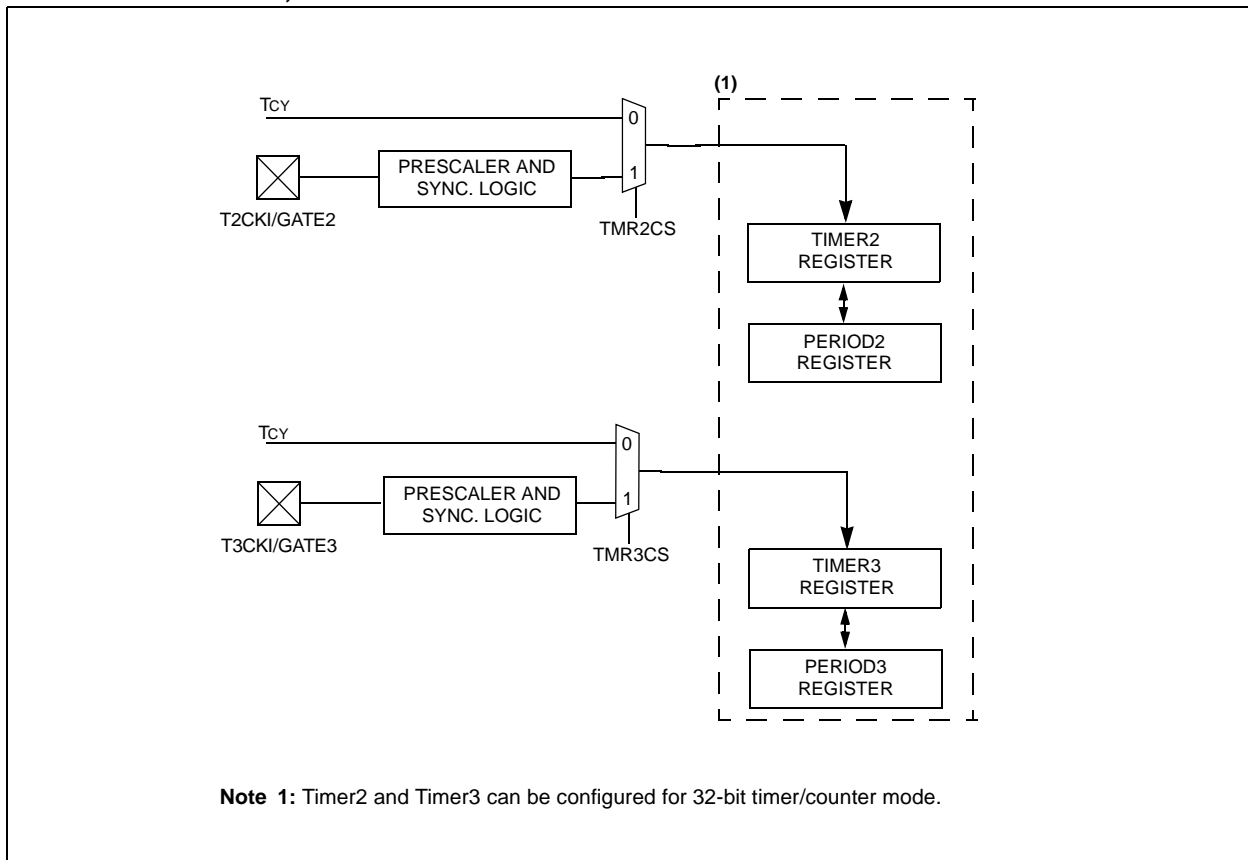 (1)
TCY
0
PRESCALER AND
SYNC. LOGIC
1
T2CKI/GATE2
TMR2CS
TIMER2
REGISTER
PERIOD2
REGISTER
TCY
0
PRESCALER AND
SYNC. LOGIC
1
T3CKI/GATE3
TMR3CS
TIMER3
REGISTER
PERIOD3
REGISTER
Note 1: Timer2 and Timer3 can be configured for 32-bit timer/counter mode.